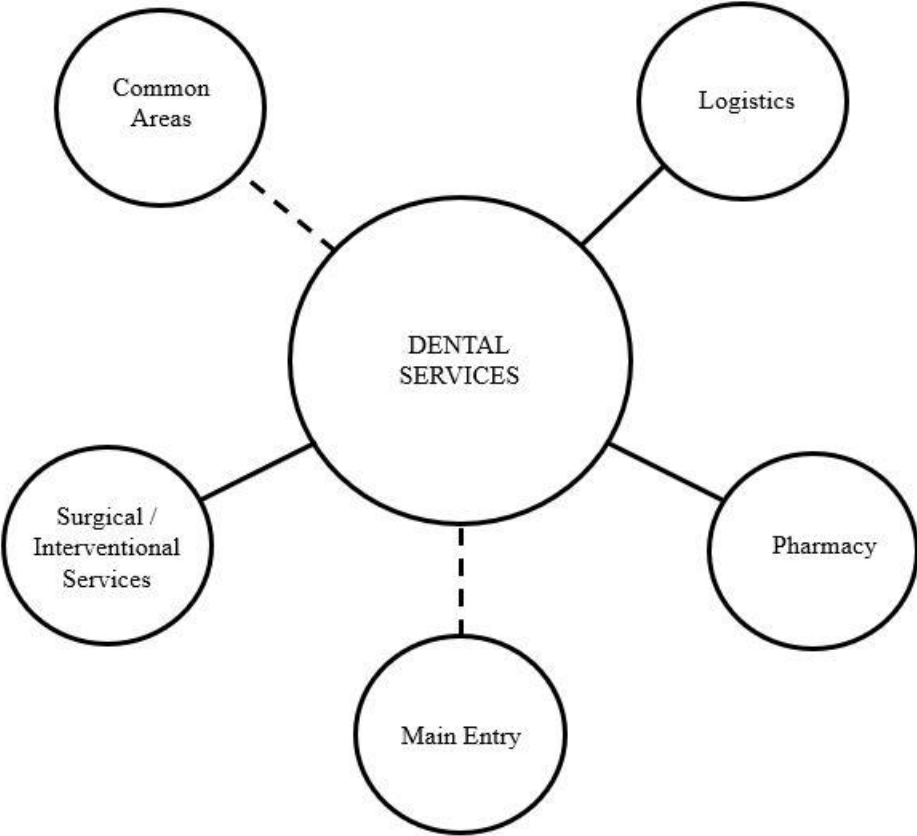 Common
Areas
Logistics
DENTAL
SERVICES
Surgical /
Interventional
Services
Pharmacy
Main Entry